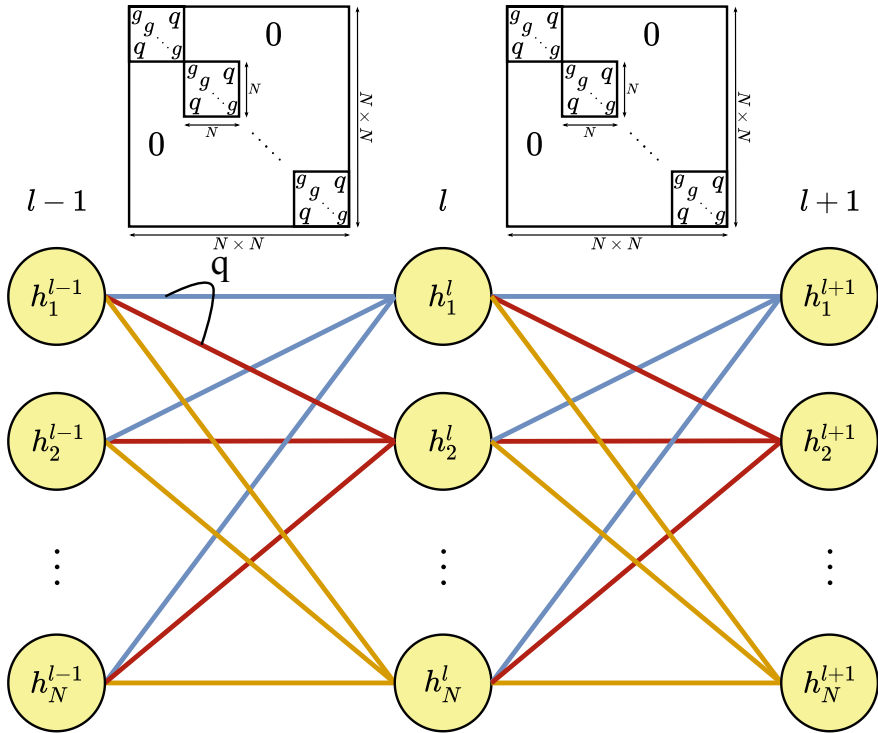 g q 0 g q 0
g g
q g q g
g q N g q N
g g
q g q g
N N
0 0
g q g q
g g
q g q g
N × N N × N
N × N N × N
l − 1 l l + 1
q
h_1^{l−1} h_1^l h_1^{l+1}
h_2^{l−1} h_2^l h_2^{l+1}
h_N^{l−1} h_N^l h_N^{l+1}